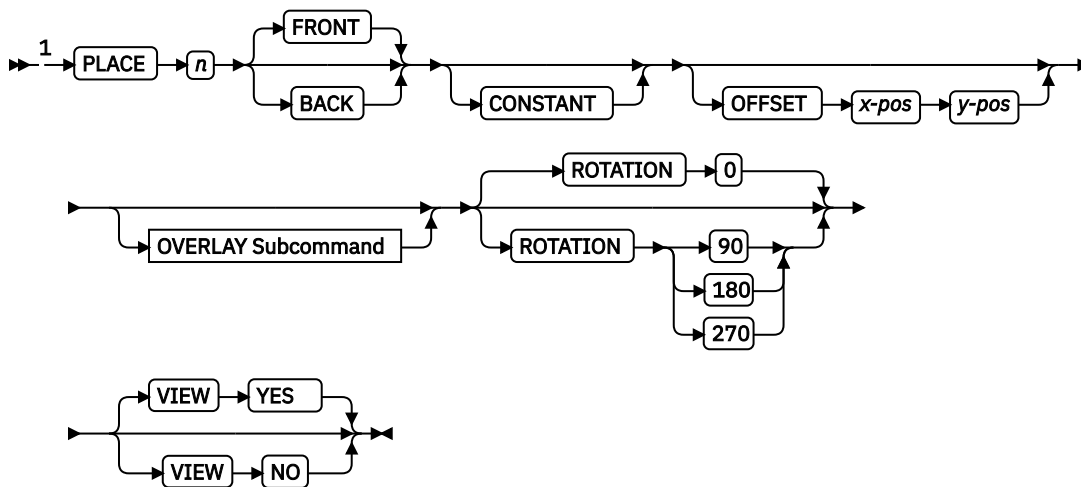 FRONT
1 PLACE n
BACK CONSTANT OFFSET x-pos y-pos
ROTATION 0
OVERLAY Subcommand ROTATION 90
180
270
VIEW YES
VIEW NO